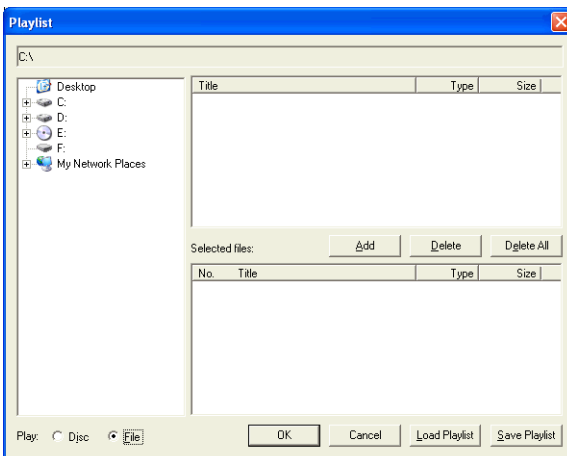 Playlist
C:\
Desktop
C:
D:
E:
F:
My Network Places
Title Type Size
Selected files: Add Delete Delete All
No. Title Type Size
Play: Disc File OK Cancel Load Playlist Save Playlist